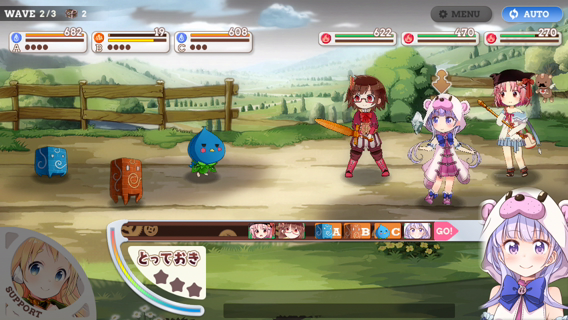 WAVE 2/3 2
MENU
AUTO
682
19
608
622
470
270
A
B
C
A
B
C
GO!
とっておき
SUPPORT